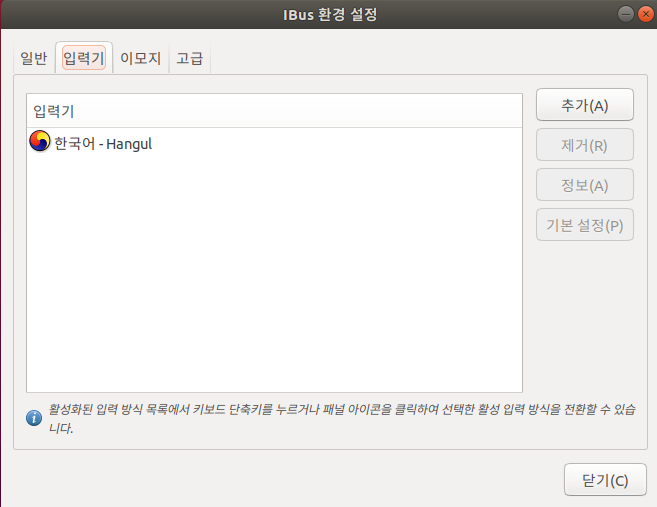 IBus 환경 설정
일반 입력기 이모지 고급
입력기
한국어 - Hangul
추가(A)
제거(R)
정보(A)
기본 설정(P)
활성화된 입력 방식 목록에서 키보드 단축키를 누르거나 패널 아이콘을 클릭하여 선택한 활성 입력 방식을 전환할 수 있습
니다.
닫기(C)